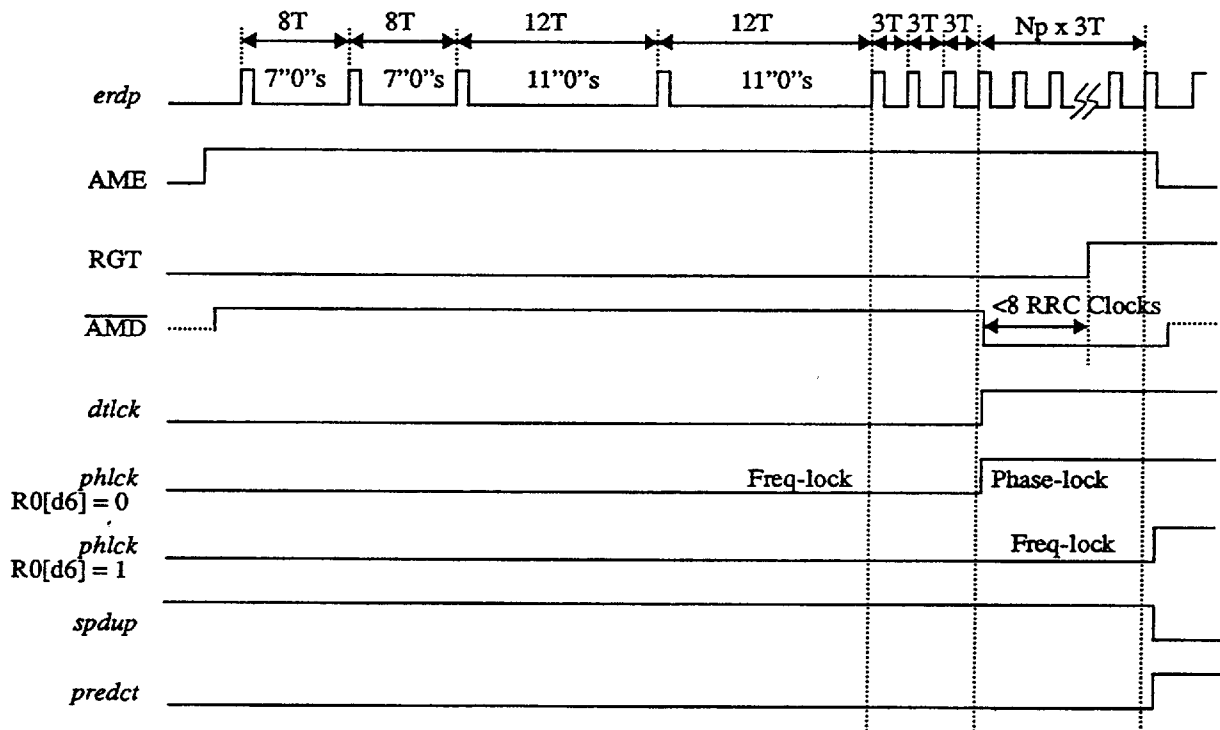 8T 8T 12T 12T 3T 3T 3T Np x 3T
erdp 7"0"s 7"0"s 11"0"s 11"0"s
AME
RGT
AMD <8 RRC Clocks
dtlck
phlck Freq-lock Phase-lock
R0[d6] = 0
phlck Freq-lock
R0[d6] = 1
spdup
predct